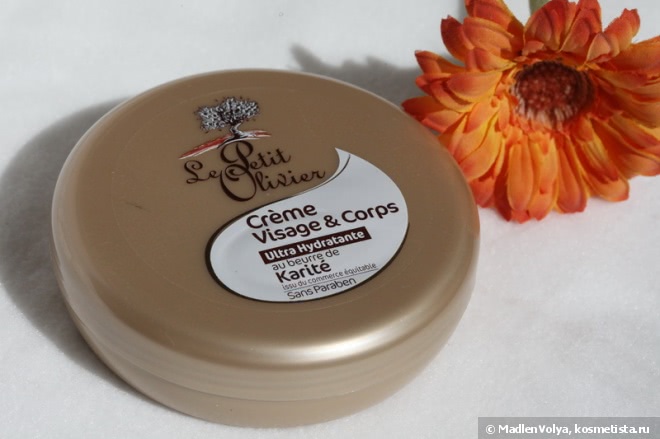 Le Petit
Olivier
Crème
Visage & Corps
Ultra Hydratante
au beurre de
Karité
issu du commerce équitable
Sans Paraben
© MadlenVolya, kosmetista.ru